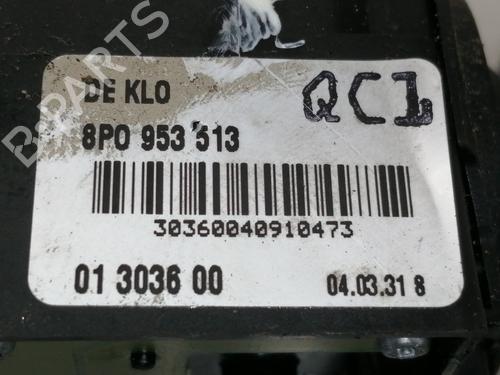 DE KLO
QC1
8P0 953 513
30360040910473
01 3036 00
04.03.31 8
B-PARTS